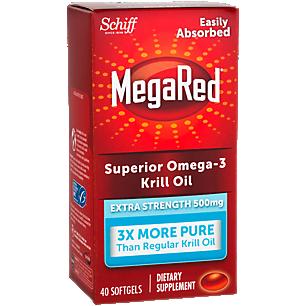 Schiff
Easily
Absorbed
MegaRed
Superior Omega-3
Krill Oil
EXTRA STRENGTH 500mg
3X MORE PURE
Than Regular Krill Oil
40 SOFTGELS
DIETARY
SUPPLEMENT